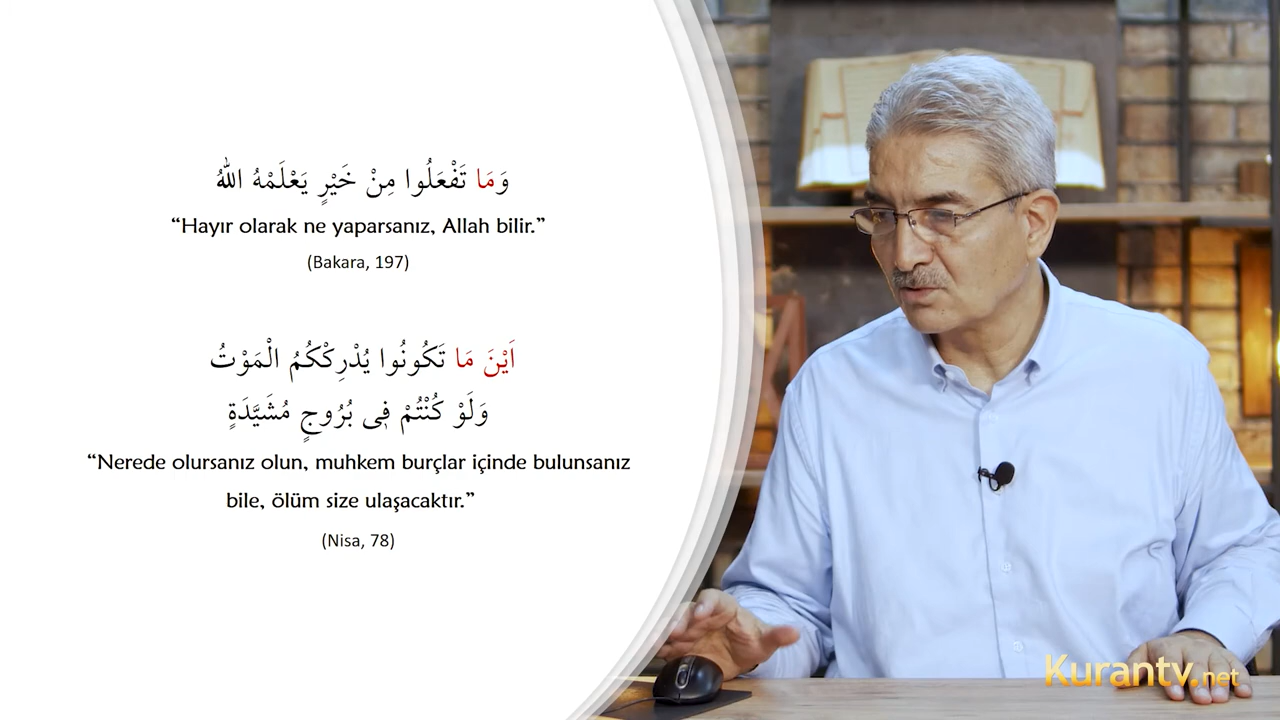 وَمَا تَفْعَلُوا مِنْ خَيْرٍ يَعْلَمْهُ اللّٰهُ
“Hayır olarak ne yaparsanız, Allah bilir.”
(Bakara, 197)
اَيْنَ مَا تَكُونُوا يُدْرِكْكُمُ الْمَوْتُ
وَلَوْ كُنْتُمْ فٖى بُرُوجٍ مُشَيَّدَةٍ
“Nerede olursanız olun, muhkem burçlar içinde bulunsanız
bile, ölüm size ulaşacaktır.”
(Nisa, 78)
Kurantv.net